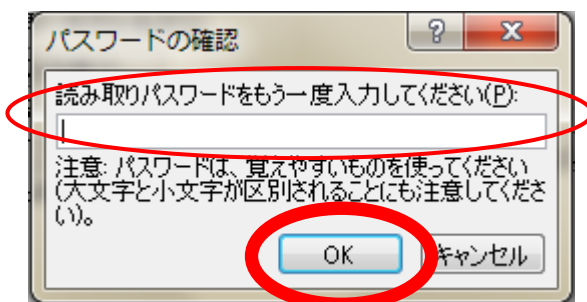 パスワードの確認
読み取りパスワードをもう一度入力してください(P):
注意: パスワードは、覚えやすいものを使ってください
(大文字と小文字が区別されることにも注意してくださ
い)。
OK キャンセル